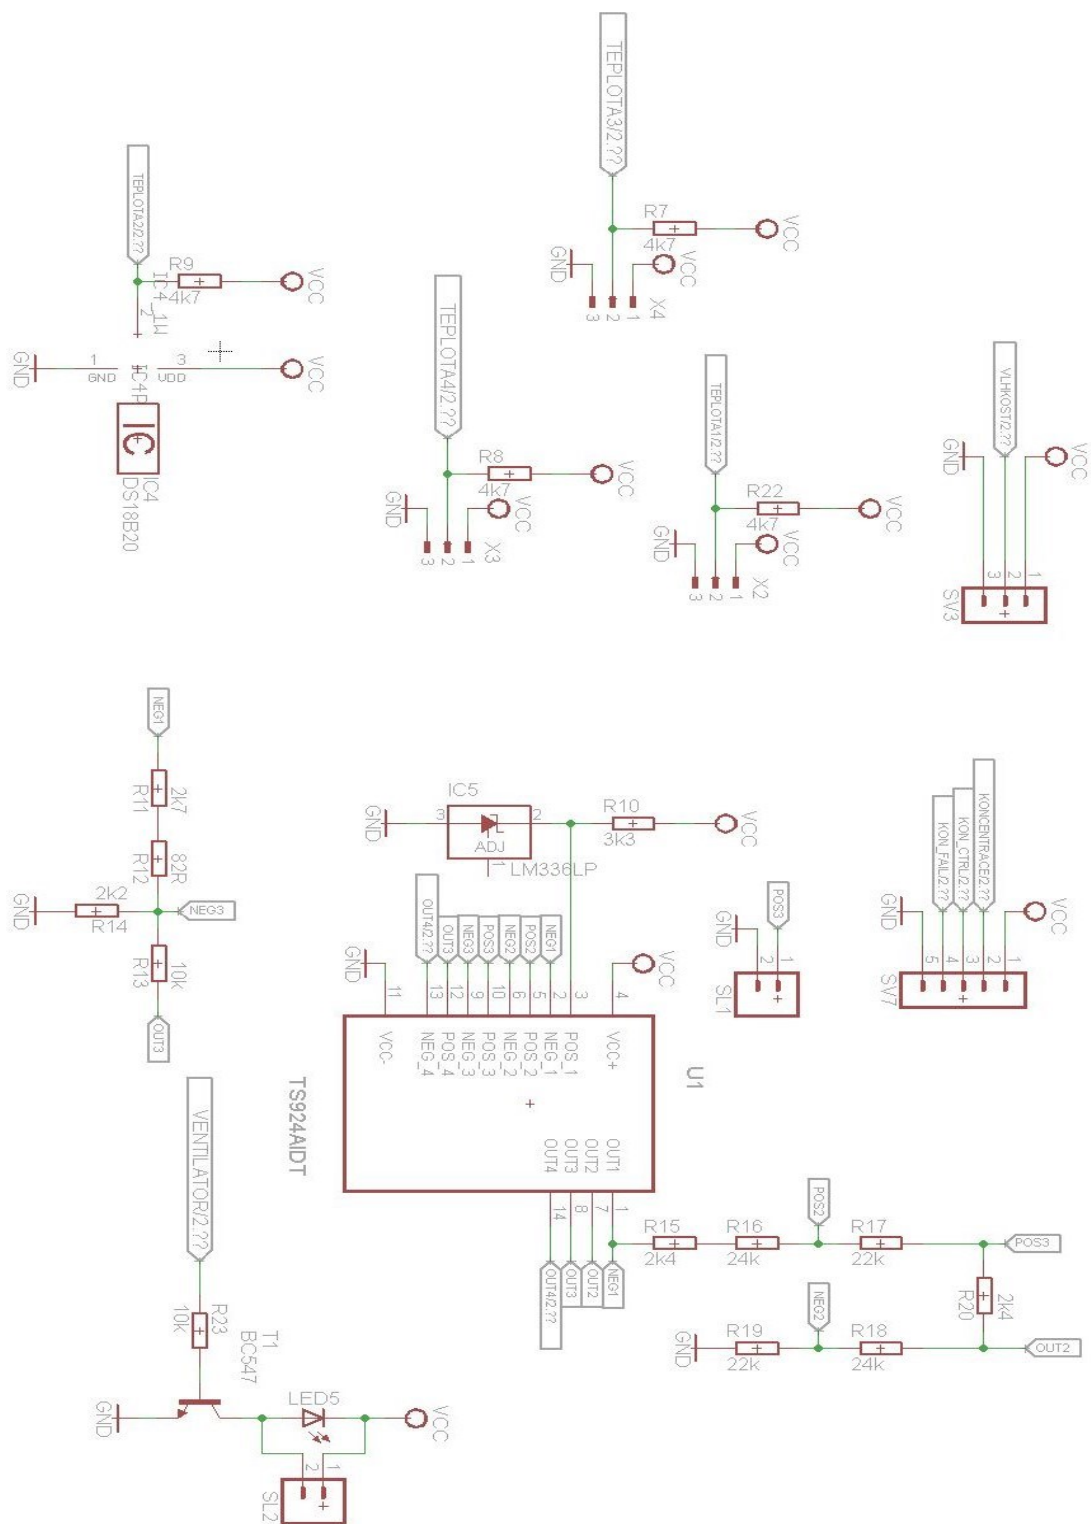 TEPLOTA3/2.??
R7
4k7
VCC
GND
X4
3
2
1
TEPLOTA2/2.??
R9
4k7
VCC
IC4
_1W
2
GND
1
GND
IC4P
3
VDD
VCC
IC
IC4
DS18B20
TEPLOTA4/2.??
R8
4k7
VCC
VCC
GND
X3
3
2
1
TEPLOTA1/2.??
R22
4k7
VCC
VCC
GND
X2
3
2
1
VLHKOST/2.??
GND
VCC
3
2
1
SV3
NEG1
R11
2k7
R12
82R
2k2
R14
GND
NEG3
R13
10k
OUT3
IC5
GND
3
2
ADJ
1
LM336LP
R10
3k3
VCC
POS3
GND
2
1
SL1
KON_FAIL/2.??
KON_CTRL/2.??
KONCENTRACE/2.??
GND
VCC
5
4
3
2
1
SV7
OUT4/2.??
OUT3
NEG3
POS3
NEG2
POS2
NEG1
VCC
GND
11
13
12
9
10
6
5
2
3
4
VCC-
NEG_4
POS_4
NEG_3
POS_3
NEG_2
POS_2
NEG_1
POS_1
VCC+
U1
TS924AIDT
OUT4
OUT3
OUT2
OUT1
14
8
7
1
OUT4/2.??
OUT3
OUT2
NEG1
R15
2k4
R16
24k
POS2
R17
22k
POS3
R20
2k4
GND
R19
22k
NEG2
R18
24k
OUT2
VENTILATOR/2.??
R23
10k
T1
BC547
GND
LED5
VCC
2
1
SL2